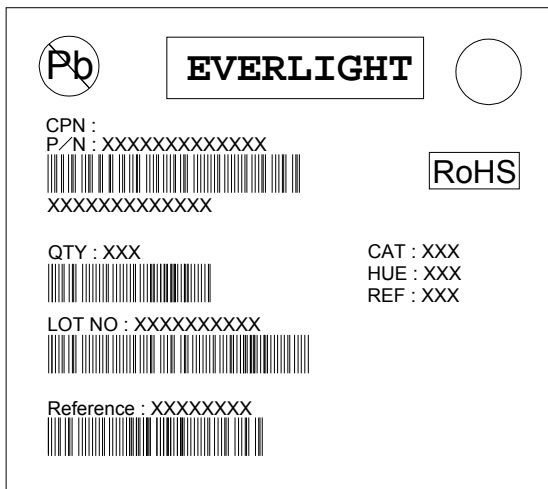 Pb
EVERLIGHT
CPN :
P/N : XXXXXXXXXXXXX
XXXXXXXXXXXXX
RoHS
QTY : XXX
CAT : XXX
HUE : XXX
REF : XXX
LOT NO : XXXXXXXXXX
Reference : XXXXXXXX